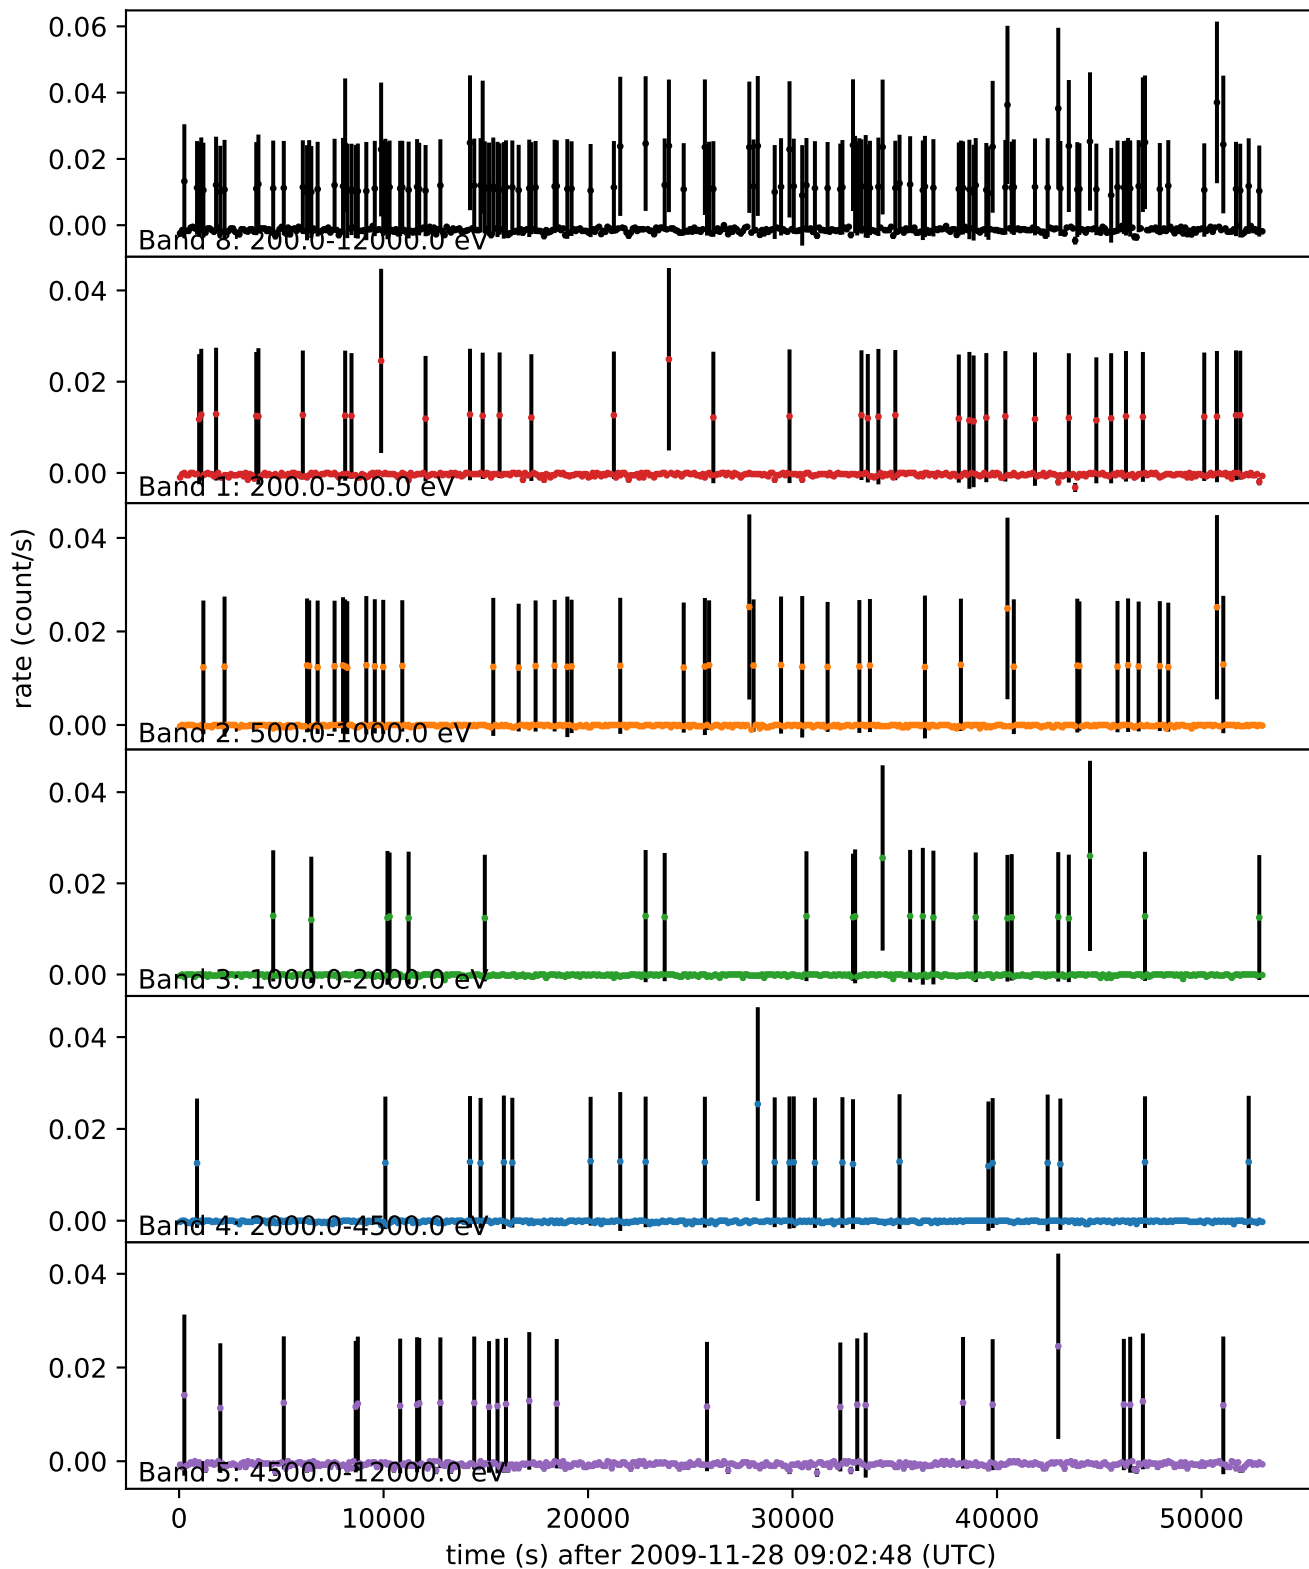 0.06
0.04
0.02
0.00
Band 8: 200.0-12000.0 eV
0.04
0.02
0.00
Band 1: 200.0-500.0 eV
rate (count/s)
0.04
0.02
0.00
Band 2: 500.0-1000.0 eV
0.04
0.02
0.00
Band 3: 1000.0-2000.0 eV
0.04
0.02
0.00
Band 4: 2000.0-4500.0 eV
0.04
0.02
0.00
Band 5: 4500.0-12000.0 eV
0 10000 20000 30000 40000 50000
time (s) after 2009-11-28 09:02:48 (UTC)